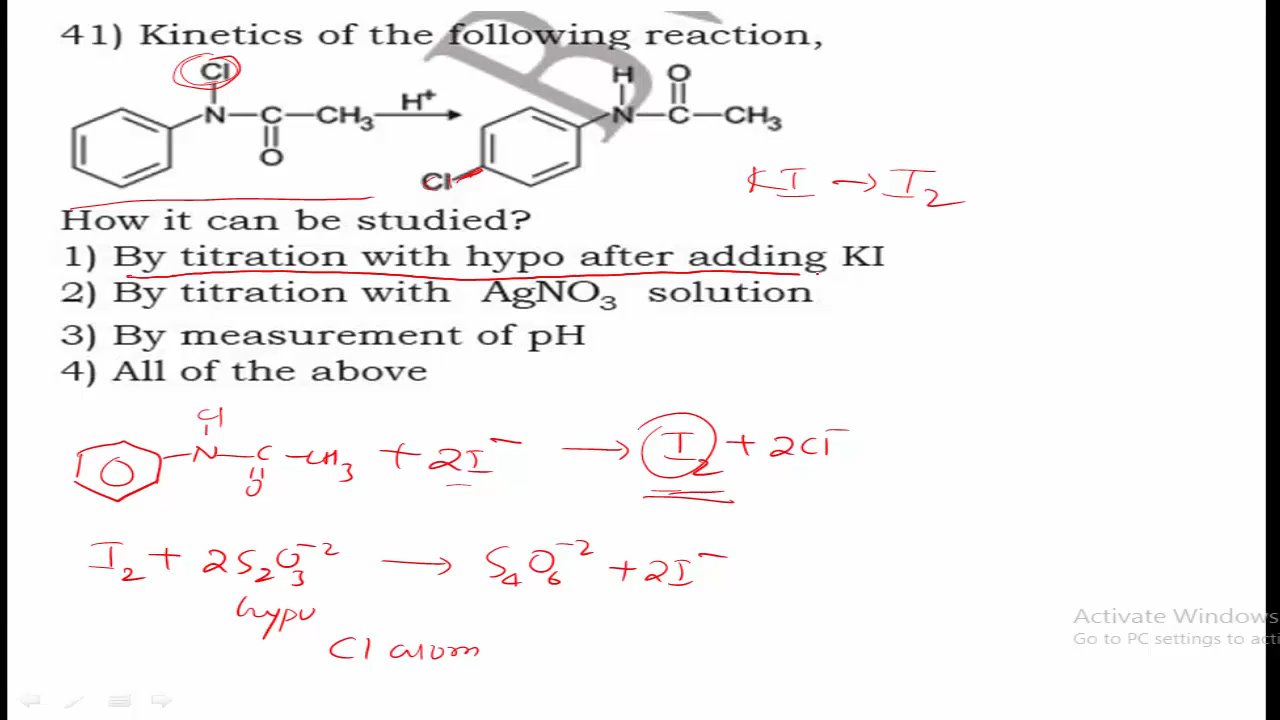 41) Kinetics of the following reaction,
Cl H O
N — C — CH3 H+ N — C — CH3
O
Cl
KI → I2
How it can be studied?
1) By titration with hypo after adding KI
2) By titration with AgNO3 solution
3) By measurement of pH
4) All of the above
Cl
N — C — CH3 + 2I− → I2 + 2Cl−
O
I2 + 2S2O3−2 → S4O6−2 + 2I−
hypo
Cl atom
Activate Windows
Go to PC settings to acti